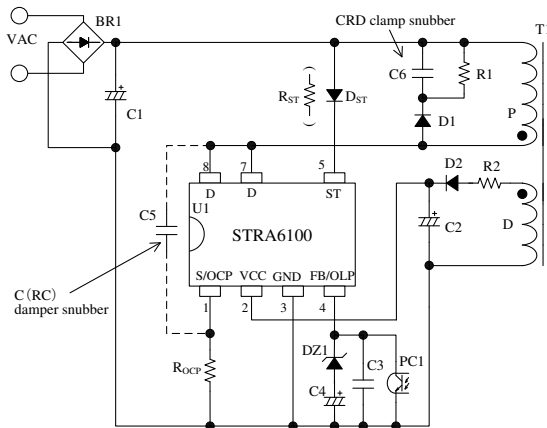 CRD clamp snubber
T1
BR1
VAC
C6
R1
RST
DST
C1
P
D1
8
7
5
D
D
ST
D2
R2
U1
C5
STRA6100
C2
D
S/OCP
VCC
GND
FB/OLP
C(RC)
damper snubber
1
2
3
4
DZ1
C3
PC1
ROCP
C4